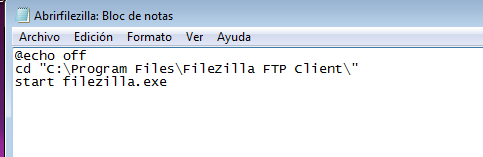 Abrirfilezilla: Bloc de notas
Archivo Edición Formato Ver Ayuda
@echo off
cd "C:\Program Files\FileZilla FTP Client\"
start filezilla.exe